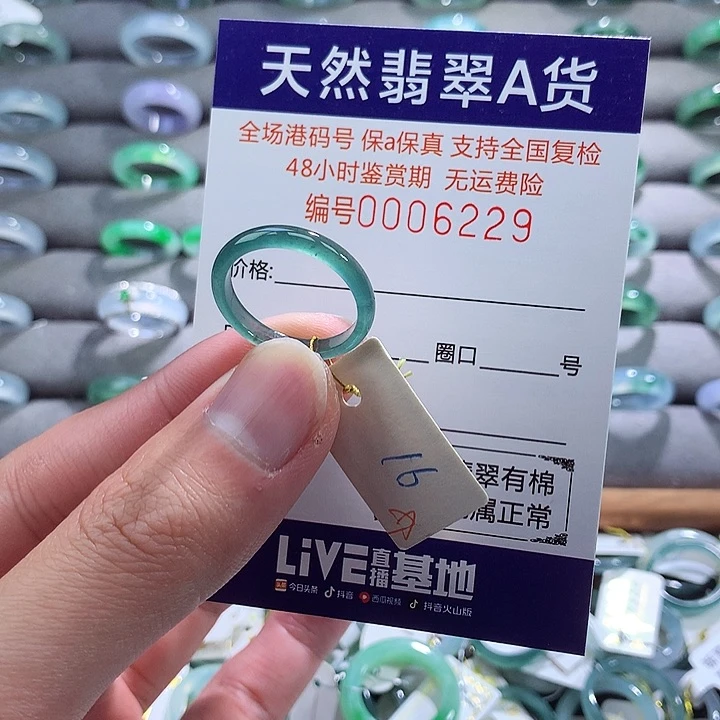 天然翡翠A货
全场港码号 保a保真 支持全国复检
48小时鉴赏期 无运费险
编号0006229
价格:
圈口 号
16
翠有棉
属正常
LiVE直播基地
头条 今日头条 抖音 西瓜视频 抖音火山版